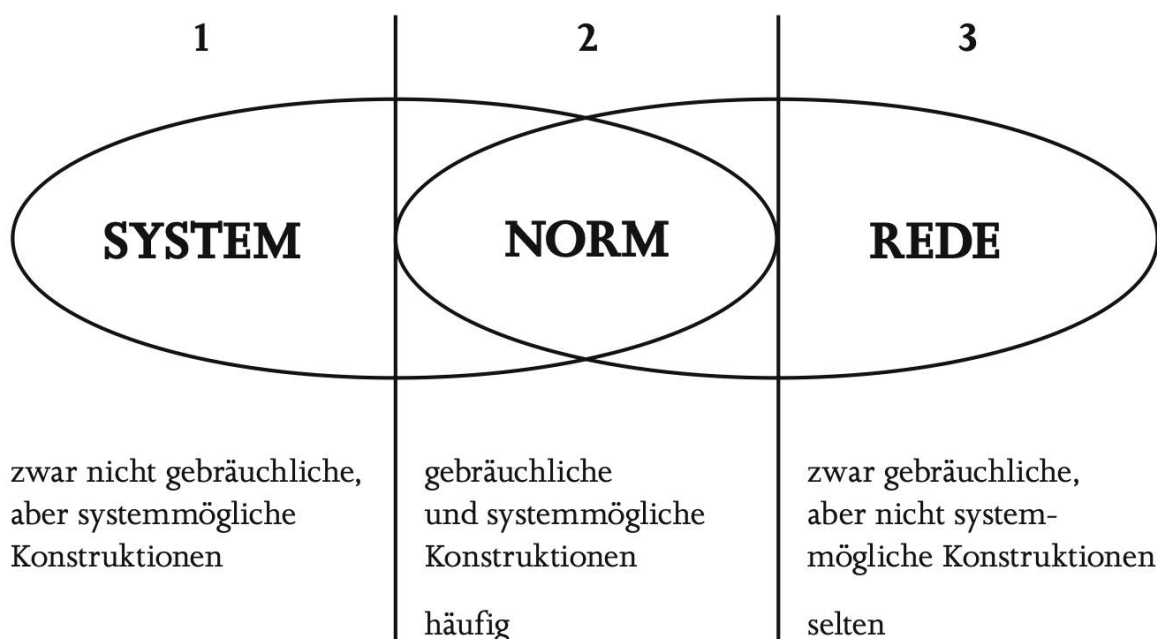 1
2
3
SYSTEM
NORM
REDE
zwar nicht gebräuchliche,
aber systemmögliche
Konstruktionen
gebräuchliche
und systemmögliche
Konstruktionen
häufig
zwar gebräuchliche,
aber nicht system-
mögliche Konstruktionen
selten